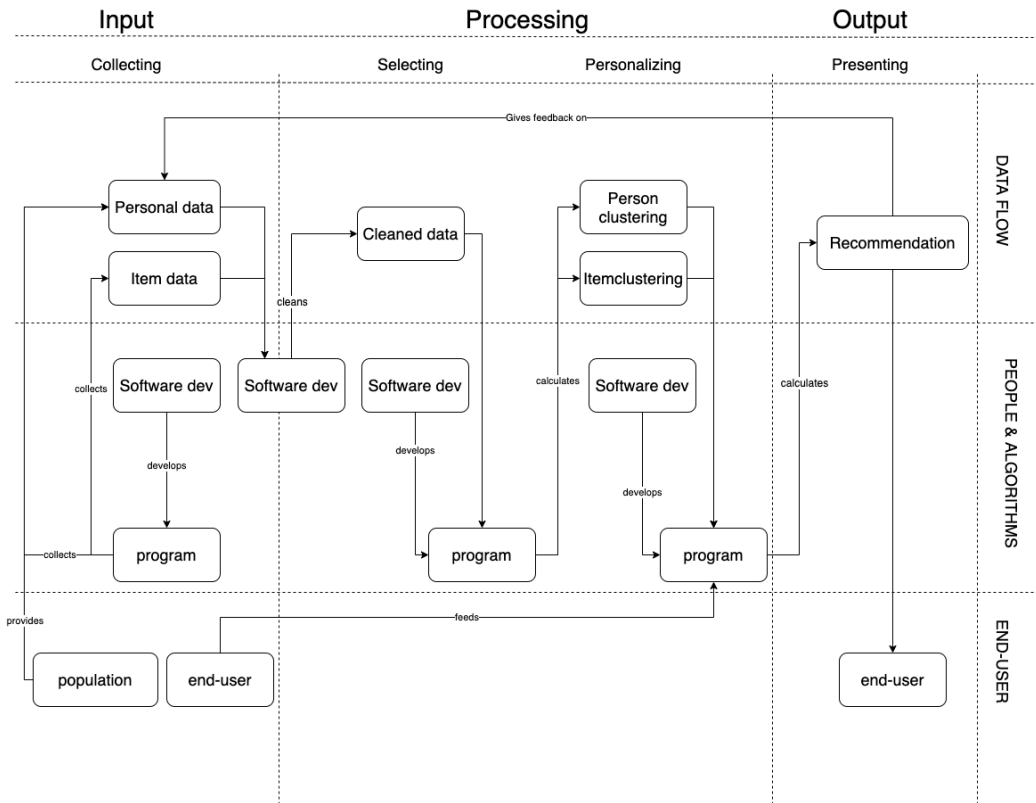 Input
Processing
Output
Collecting
Selecting
Personalizing
Presenting
Gives feedback on
Personal data
Item data
Cleaned data
Person
clustering
Itemclustering
Recommendation
DATA FLOW
cleans
Software dev
Software dev
Software dev
Software dev
collects
calculates
calculates
develops
develops
develops
PEOPLE & ALGORITHMS
collects
program
program
program
provides
feeds
population
end-user
end-user
END-USER